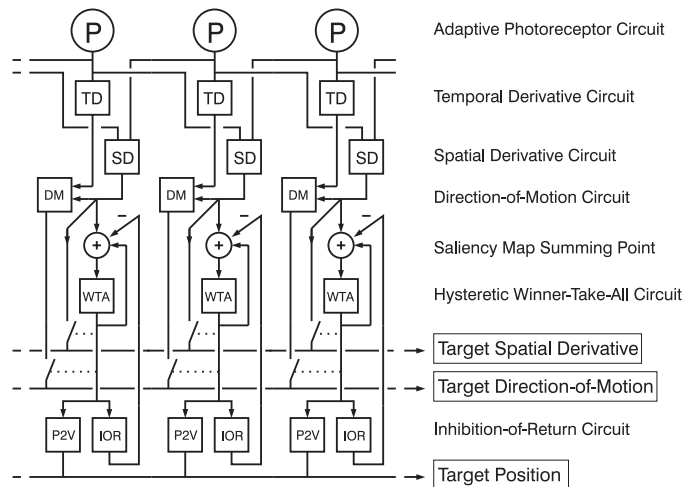 P P P Adaptive Photoreceptor Circuit
TD TD TD Temporal Derivative Circuit
SD SD SD Spatial Derivative Circuit
DM DM DM Direction-of-Motion Circuit
− − −
+ + + Saliency Map Summing Point
WTA WTA WTA Hysteretic Winner-Take-All Circuit
Target Spatial Derivative
Target Direction-of-Motion
P2V IOR P2V IOR P2V IOR Inhibition-of-Return Circuit
Target Position